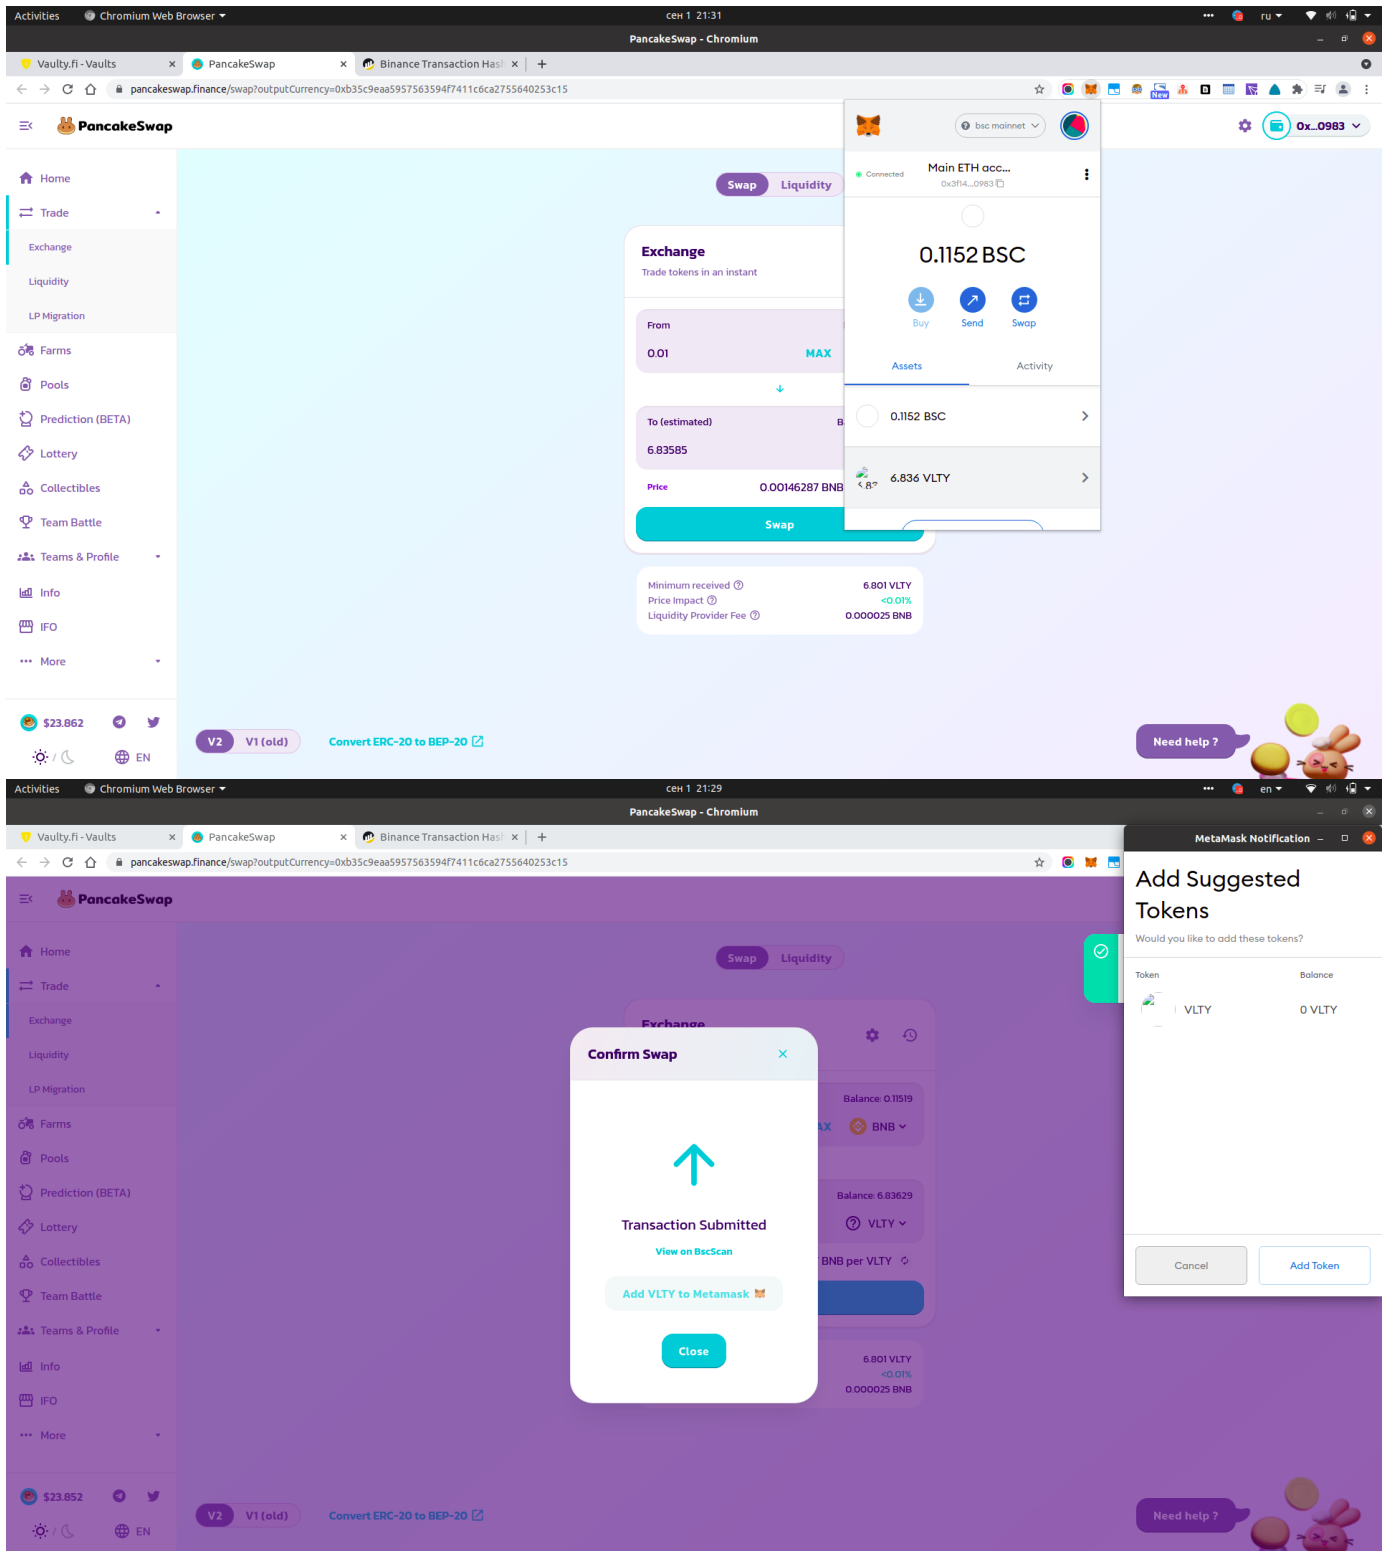 Activities Chromium Web Browser сен 1 21:31 ru
PancakeSwap - Chromium
Vaulty.fi - Vaults PancakeSwap Binance Transaction Hash
pancakeswap.finance/swap?outputCurrency=0xb35c9eaa5957563594f7411c6ca2755640253c15 New
PancakeSwap bsc mainnet 0x...0983
Connected Main ETH acc...
0x3f14...0983
Home
Swap Liquidity
Trade
0.1152 BSC
Exchange
Exchange
Trade tokens in an instant
Liquidity
Buy Send Swap
LP Migration
From
Farms
0.01 MAX
Assets Activity
Pools
Prediction (BETA)
To (estimated)
0.1152 BSC
Lottery
6.83585
6.836 VLTY
Collectibles
Price 0.00146287 BNB
Team Battle
Swap
Teams & Profile
Info
Minimum received 6.801 VLTY
Price Impact <0.01%
Liquidity Provider Fee 0.000025 BNB
IFO
More
$23.862
V2 V1 (old) Convert ERC-20 to BEP-20 Need help ?
EN
Activities Chromium Web Browser сен 1 21:29 en
PancakeSwap - Chromium
Vaulty.fi - Vaults PancakeSwap Binance Transaction Hash MetaMask Notification
pancakeswap.finance/swap?outputCurrency=0xb35c9eaa5957563594f7411c6ca2755640253c15
PancakeSwap
Add Suggested
Tokens
Would you like to add these tokens?
Home
Swap Liquidity
Token Balance
Trade
VLTY 0 VLTY
Exchange
Exchange
Confirm Swap
Liquidity
LP Migration
Balance: 0.11519
Farms
BNB
Pools
Prediction (BETA)
Balance: 6.83629
Lottery
Transaction Submitted VLTY
View on BscScan
Collectibles
BNB per VLTY
Cancel Add Token
Team Battle
Add VLTY to Metamask
Teams & Profile
Close
Info
6.801 VLTY
<0.01%
0.000025 BNB
IFO
More
$23.852
V2 V1 (old) Convert ERC-20 to BEP-20 Need help ?
EN